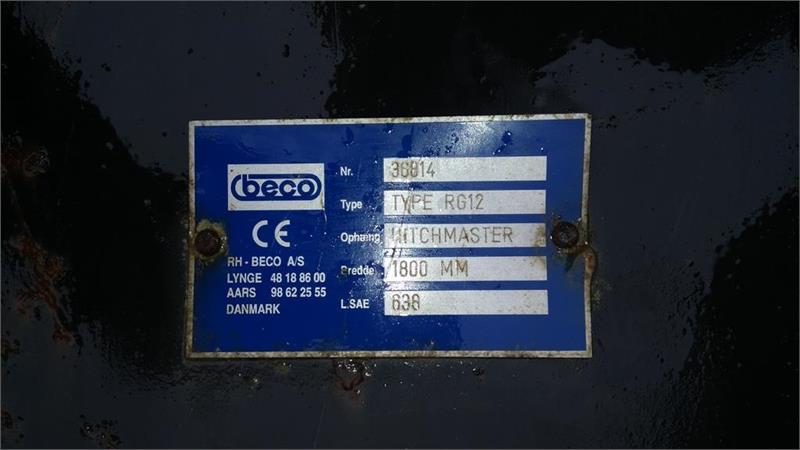 beco
CE
RH - BECO A/S
LYNGE 48 18 86 00
AARS 98 62 25 55
DANMARK
Nr. 36814
Type TYPE RG12
Ophæng HITCHMASTER
Bredde 1800 MM
L.SAE 638